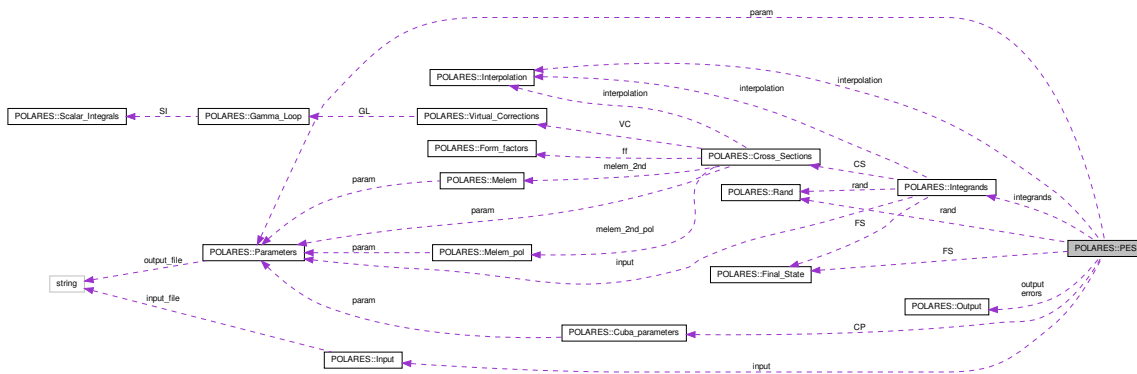 param
POLARES::Interpolation
interpolation
interpolation
interpolation
SI
GL
POLARES::Scalar_Integrals
POLARES::Gamma_Loop
POLARES::Virtual_Corrections
VC
POLARES::Form_factors
ff
POLARES::Cross_Sections
melem_2nd
CS
param
POLARES::Melem
POLARES::Rand
rand
POLARES::Integrands
integrands
param
rand
melem_2nd_pol
FS
POLARES::Parameters
param
POLARES::Melem_pol
POLARES::PES
output_file
input
FS
string
POLARES::Final_State
input_file
param
output
errors
POLARES::Output
POLARES::Cuba_parameters
CP
POLARES::Input
input